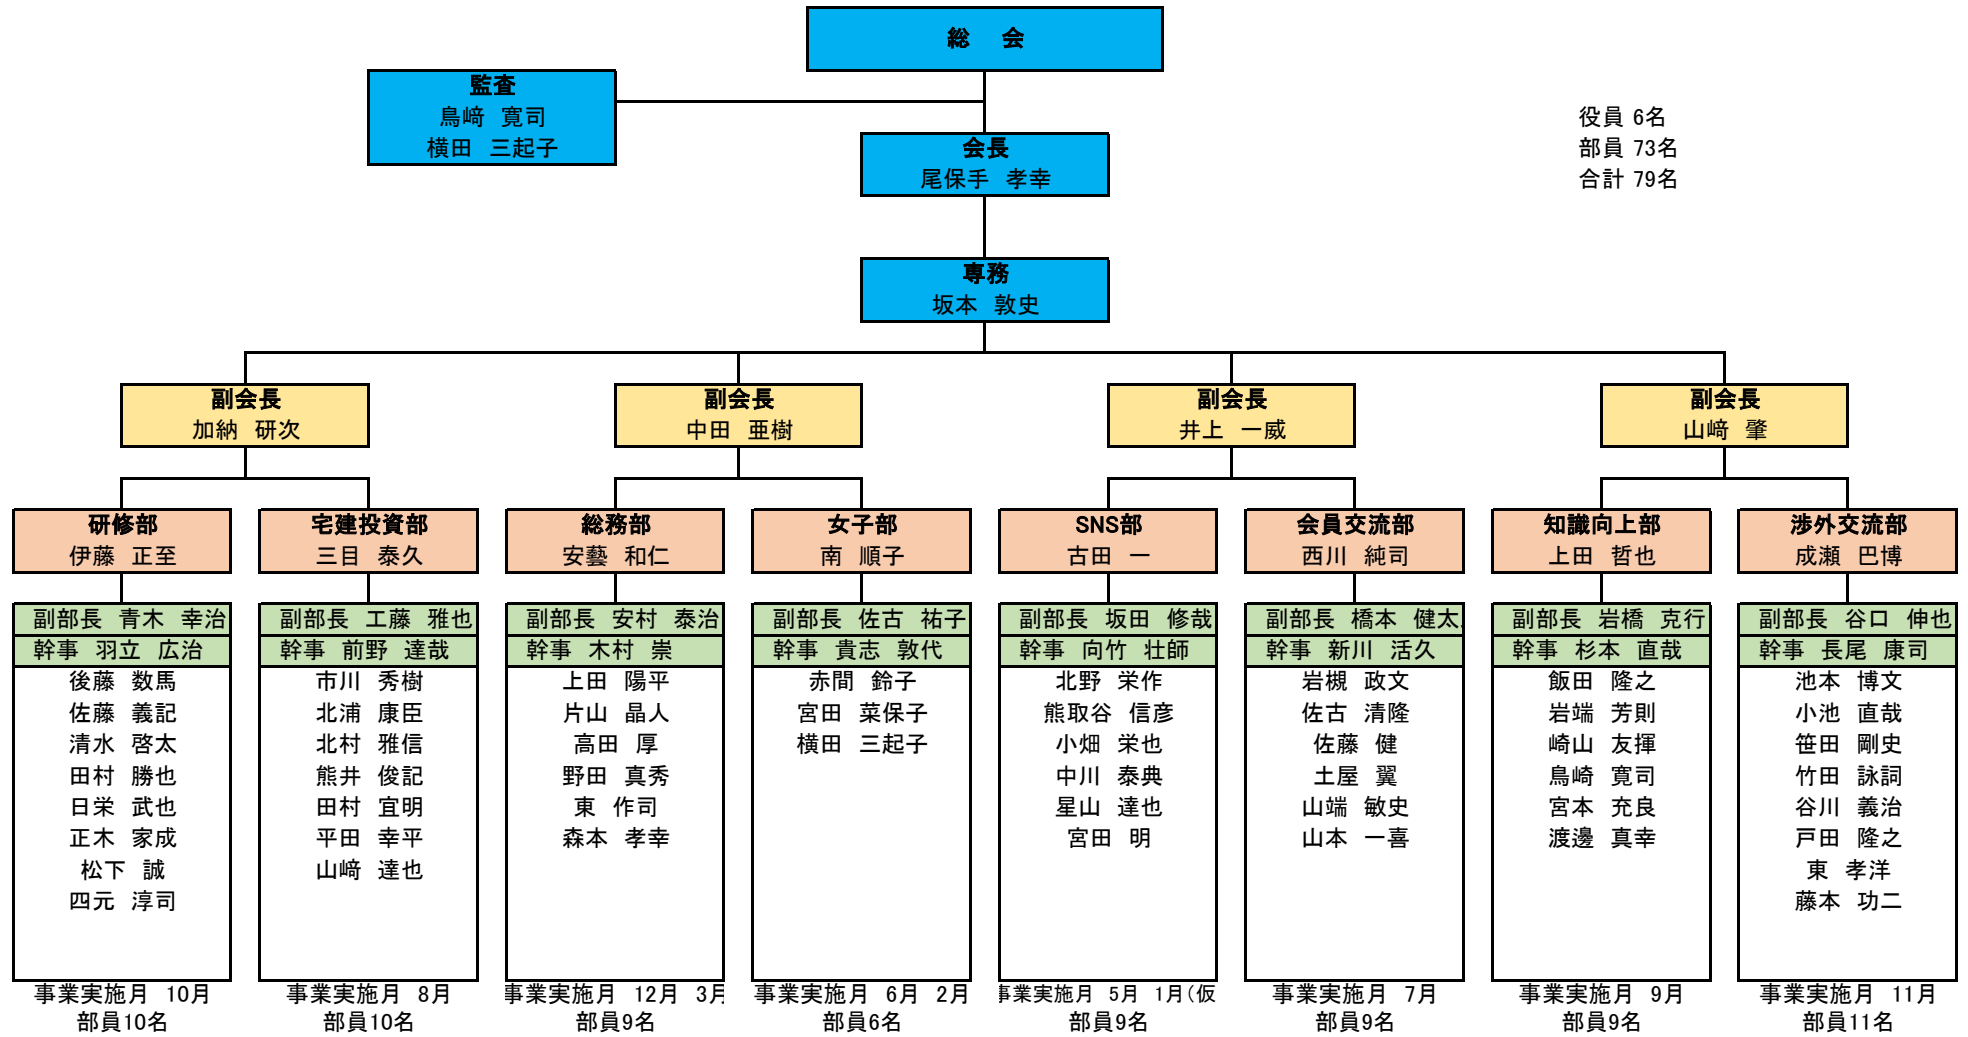 総　会
監査
鳥﨑　寛司
横田　三起子
役員 6名
部員 73名
合計 79名
会長
尾保手　孝幸
専務
坂本　敦史
副会長
加納　研次
副会長
中田　亜樹
副会長
井上　一威
副会長
山﨑　肇
研修部
伊藤　正至
副部長　青木　幸治
幹事　羽立　広治
後藤　数馬
佐藤　義記
清水　啓太
田村　勝也
日栄　武也
正木　家成
松下　誠
四元　淳司
事業実施月　10月
部員10名
宅建投資部
三目　泰久
副部長　工藤　雅也
幹事　前野　達哉
市川　秀樹
北浦　康臣
北村　雅信
熊井　俊記
田村　宜明
平田　幸平
山﨑　達也
事業実施月　8月
部員10名
総務部
安藝　和仁
副部長　安村　泰治
幹事　木村　崇
上田　陽平
片山　晶人
高田　厚
野田　真秀
東　作司
森本　孝幸
事業実施月　12月　3月
部員9名
女子部
南　順子
副部長　佐古　祐子
幹事　貴志　敦代
赤間　鈴子
宮田　菜保子
横田　三起子
事業実施月　6月　2月
部員6名
SNS部
古田　一
副部長　坂田　修哉
幹事　向竹　壮師
北野　栄作
熊取谷　信彦
小畑　栄也
中川　泰典
星山　達也
宮田　明
事業実施月　5月　1月（仮
部員9名
会員交流部
西川　純司
副部長　橋本　健太
幹事　新川　活久
岩槻　政文
佐古　清隆
佐藤　健
土屋　翼
山端　敏史
山本　一喜
事業実施月　7月
部員9名
知識向上部
上田　哲也
副部長　岩橋　克行
幹事　杉本　直哉
飯田　隆之
岩端　芳則
崎山　友揮
鳥崎　寛司
宮本　充良
渡邊　真幸
事業実施月　9月
部員9名
渉外交流部
成瀬　巴博
副部長　谷口　伸也
幹事　長尾　康司
池本　博文
小池　直哉
笹田　剛史
竹田　詠詞
谷川　義治
戸田　隆之
東　孝洋
藤本　功二
事業実施月　11月
部員11名